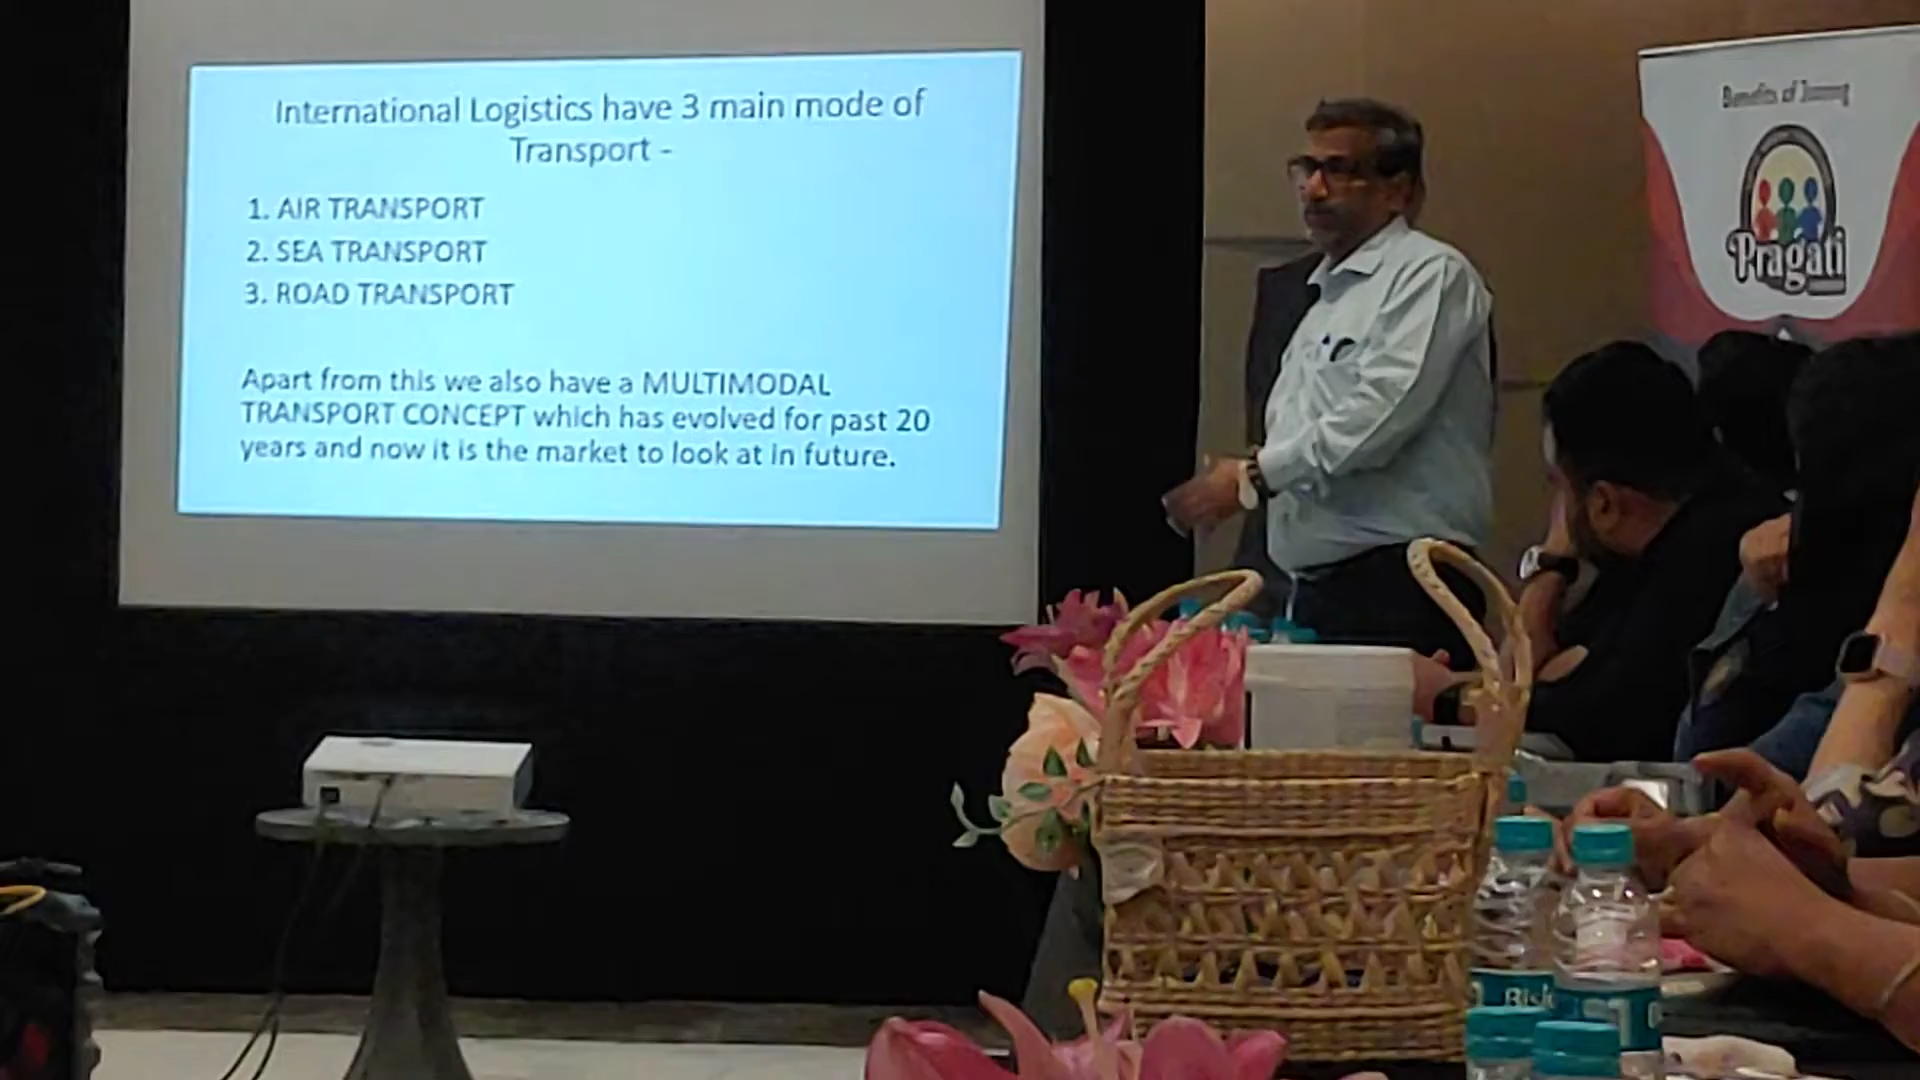 International Logistics have 3 main mode of
Transport -
1. AIR TRANSPORT
2. SEA TRANSPORT
3. ROAD TRANSPORT
Apart from this we also have a MULTIMODAL
TRANSPORT CONCEPT which has evolved for past 20
years and now it is the market to look at in future.
Benefits of
Pragati